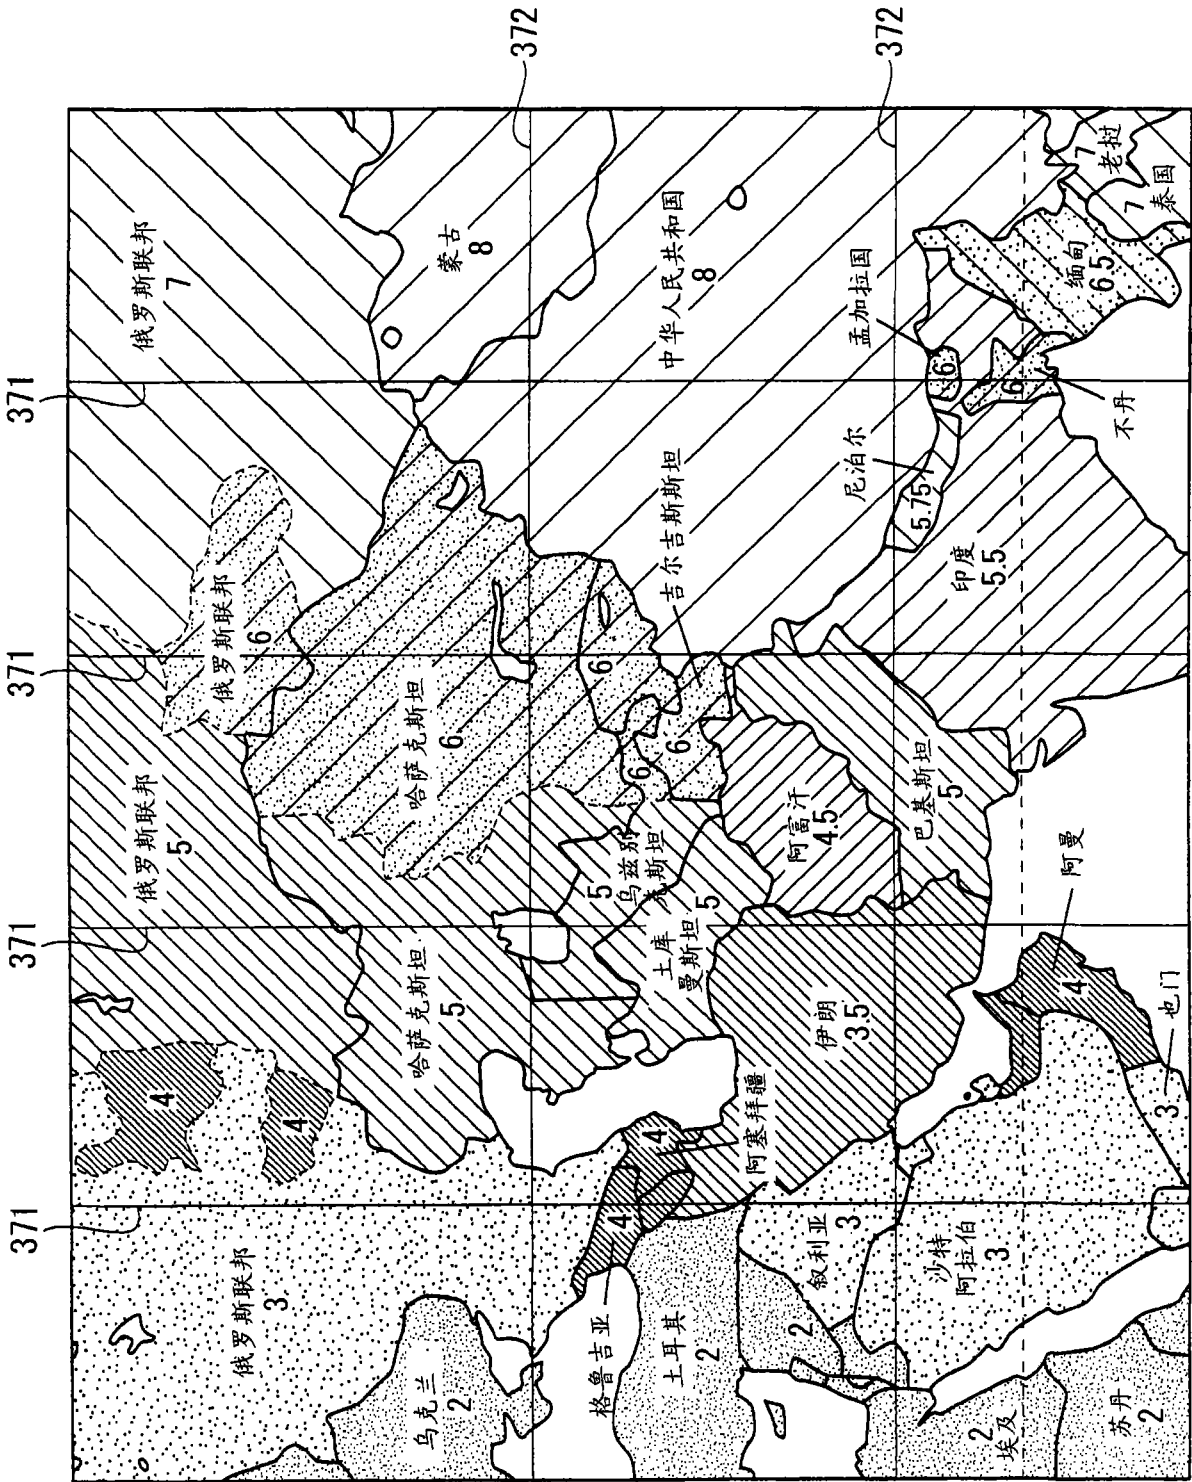 371
371
371
371
372
372
俄罗斯联邦
3
俄罗斯联邦
5
俄罗斯联邦
6
俄罗斯联邦
7
4
4
乌克兰
2
哈萨克斯坦
5
哈萨克斯坦
6
蒙古
8
中华人民共和国
8
格鲁吉亚
4
土耳其
2
阿塞拜疆
4
乌兹别
克斯坦
5
土库
曼斯坦
5
6
6
6
吉尔吉斯斯坦
叙利亚
3
2
伊朗
3.5
阿富汗
4.5
巴基斯坦
5
尼泊尔
5.75
孟加拉国
6
不丹
6
印度
5.5
缅甸
6.5
老挝
7
泰国
7
沙特
阿拉伯
3
阿曼
4
也门
3
埃及
2
苏丹
2